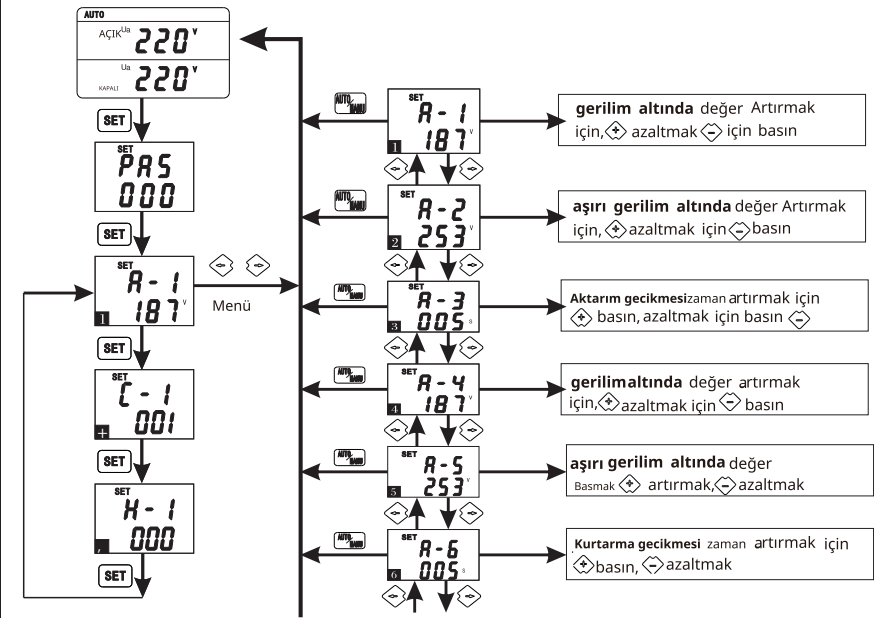 AUTO
AÇIK Ua 220 V
Ua
KAPALI 220 V
SET
SET
PAS
000
SET
SET
A-1
1 187 V
Menü
SET
SET
C-1
+ 001
SET
SET
H-1
000
SET
AUTO/MANU
SET
A-1
1 187 V
gerilim altında değer Artırmak
için, + azaltmak - için basın
AUTO/MANU
SET
A-2
2 253 V
aşırı gerilim altında değer Artırmak
için, + azaltmak için - basın
AUTO/MANU
SET
A-3
3 005 S
Aktarım gecikmesizaman artırmak için
+ basın, azaltmak için basın -
AUTO/MANU
SET
A-4
4 187 V
gerilimaltında değer artırmak
için, + azaltmak için - basın
AUTO/MANU
SET
A-5
5 253 V
aşırı gerilim altında değer
Basmak + artırmak, - azaltmak
AUTO/MANU
SET
A-6
6 005 S
Kurtarma gecikmesi zaman artırmak için
+ basın, - azaltmak